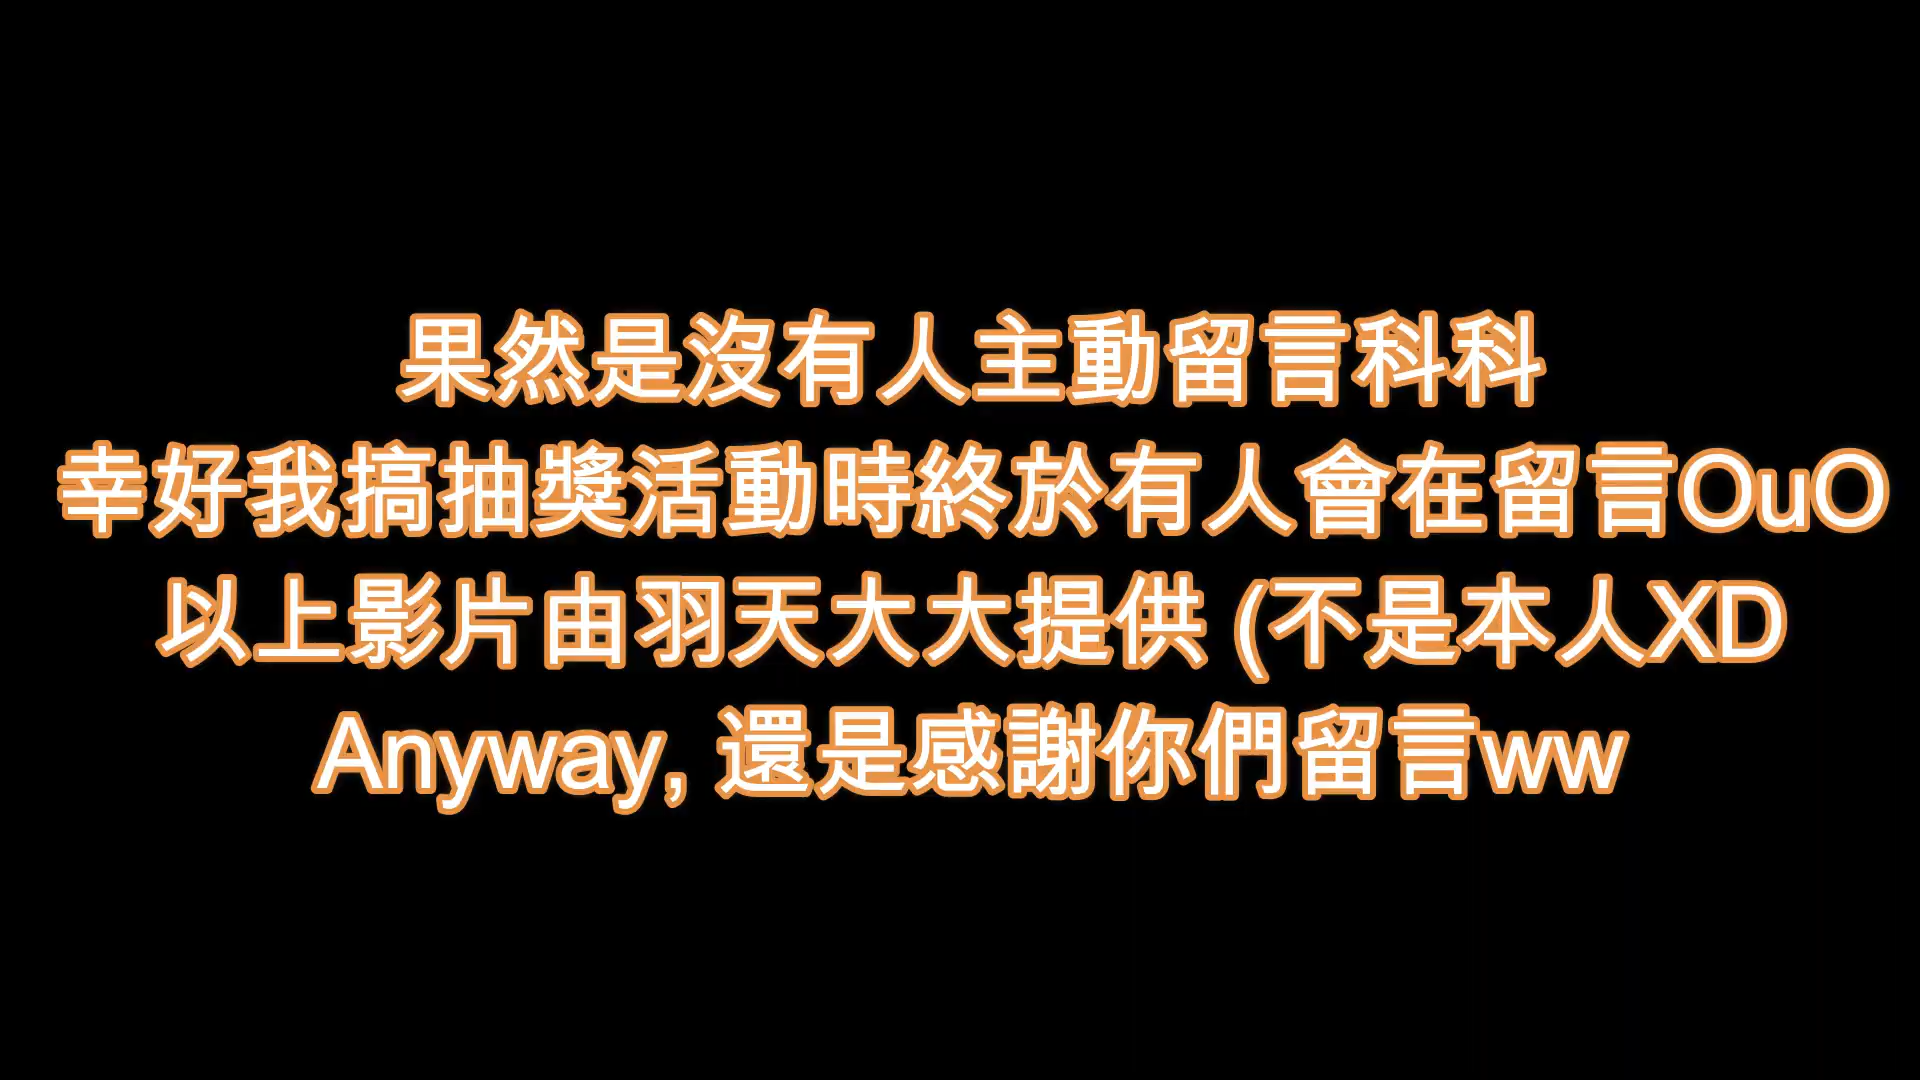 果然是沒有人主動留言科科
幸好我搞抽獎活動時終於有人會在留言OuO
以上影片由羽天大大提供 (不是本人XD
Anyway, 還是感謝你們留言ww